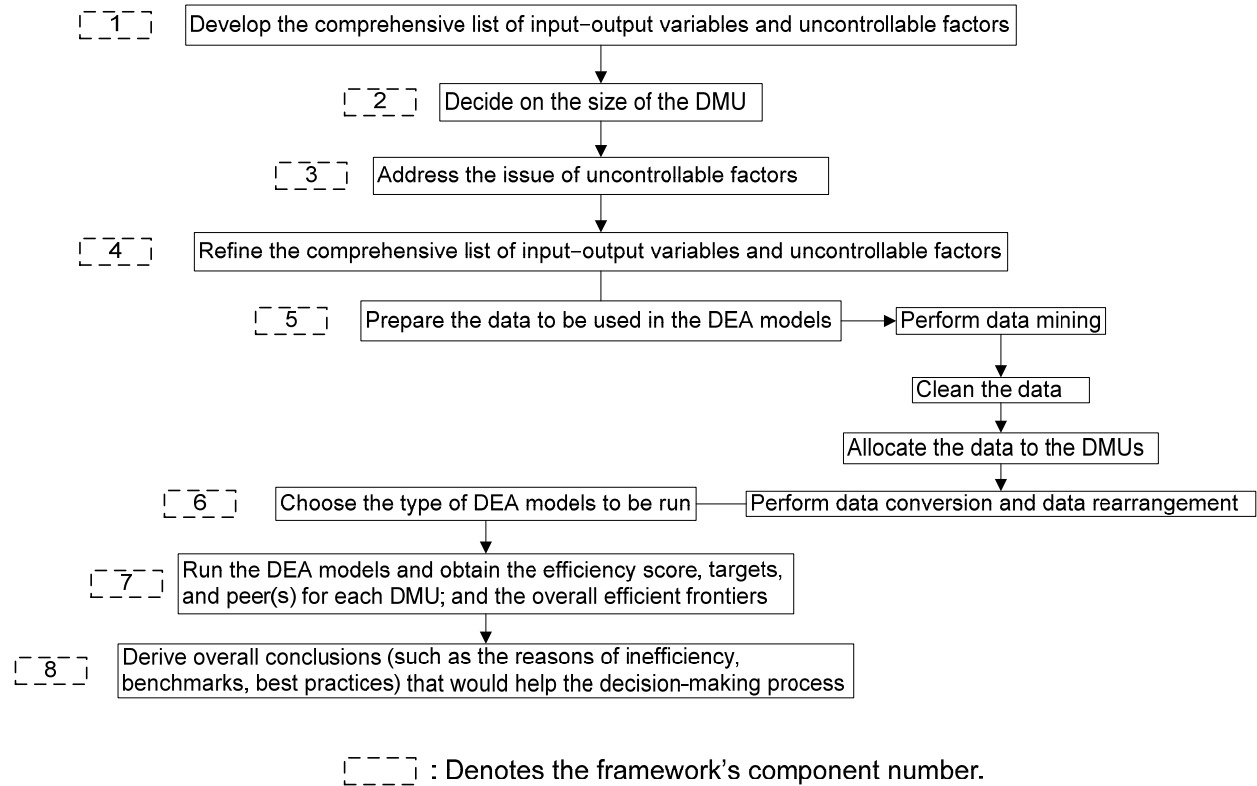 1
Develop the comprehensive list of input–output variables and uncontrollable factors
2
Decide on the size of the DMU
3
Address the issue of uncontrollable factors
4
Refine the comprehensive list of input–output variables and uncontrollable factors
5
Prepare the data to be used in the DEA models
Perform data mining
Clean the data
Allocate the data to the DMUs
6
Choose the type of DEA models to be run
Perform data conversion and data rearrangement
7
Run the DEA models and obtain the efficiency score, targets,
and peer(s) for each DMU; and the overall efficient frontiers
8
Derive overall conclusions (such as the reasons of inefficiency,
benchmarks, best practices) that would help the decision-making process
: Denotes the framework's component number.